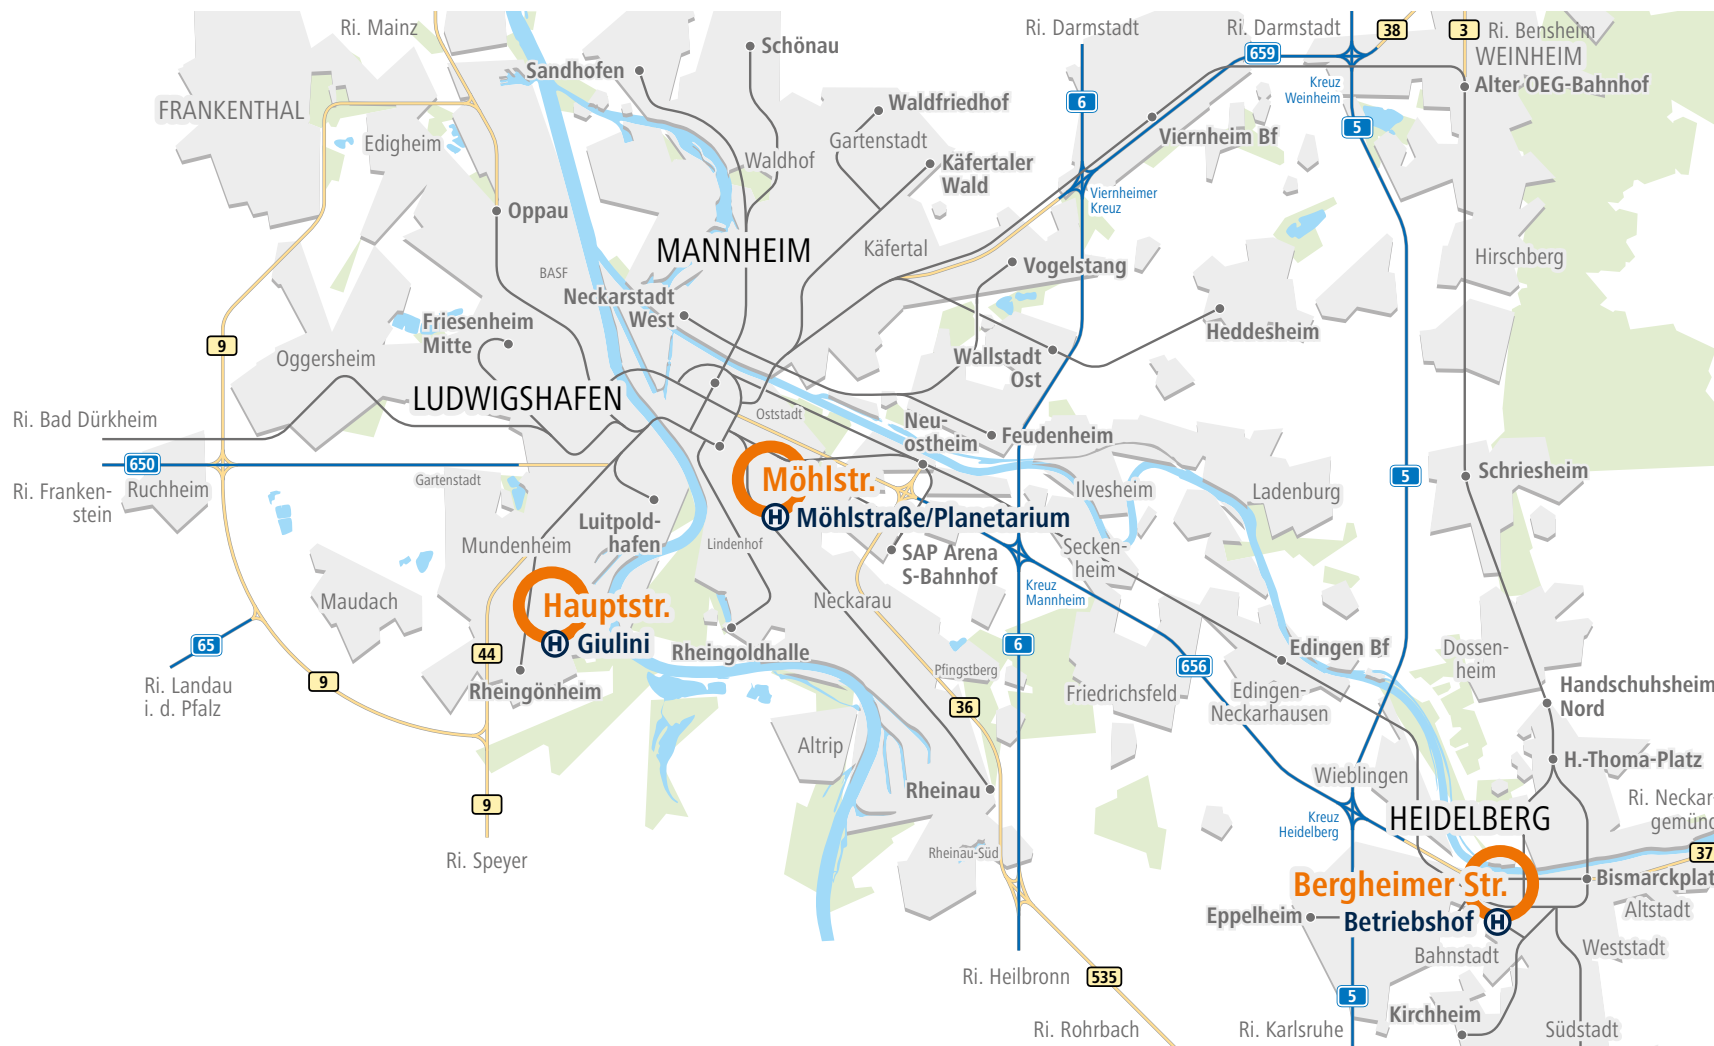 Ri. Mainz
Ri. Darmstadt
Ri. Darmstadt
38
3
Ri. Bensheim
WEINHEIM
Schönau
Sandhofen
659
Kreuz
Weinheim
Alter OEG-Bahnhof
FRANKENTHAL
Edigheim
Waldfriedhof
Gartenstadt
6
5
Viernheim Bf
Waldhof
Käfertaler
Wald
Viernheimer
Kreuz
Oppau
MANNHEIM
Käfertal
Vogelstang
Hirschberg
BASF
Neckarstadt
West
Friesenheim
Mitte
Heddesheim
9
Oggersheim
Wallstadt
Ost
LUDWIGSHAFEN
Oststadt
Neu-
ostheim
Feudenheim
Ri. Bad Dürkheim
650
Ri. Franken-
stein
Ruchheim
Gartenstadt
Möhlstr.
Möhlstraße/Planetarium
H
Ilvesheim
Ladenburg
5
Schriesheim
Luitpold-
hafen
Mundenheim
Lindenhof
SAP Arena
S-Bahnhof
Secken-
heim
Kreuz
Mannheim
Maudach
Hauptstr.
H
Giulini
Neckarau
65
44
9
Rheingoldhalle
6
656
Edingen Bf
Dossen-
heim
Ri. Landau
i. d. Pfalz
Rheingönheim
Pfingstberg
36
Friedrichsfeld
Edingen-
Neckarhausen
Handschuhsheim
Nord
Altrip
H.-Thoma-Platz
Wieblingen
9
Rheinau
Ri. Neckar-
gemünd
Kreuz
Heidelberg
HEIDELBERG
Ri. Speyer
Rheinau-Süd
37
Bergheimer Str.
Bismarckplat
Eppelheim
Betriebshof
H
Altstadt
Bahnstadt
Weststadt
Ri. Heilbronn
535
5
Kirchheim
Ri. Rohrbach
Ri. Karlsruhe
Südstadt